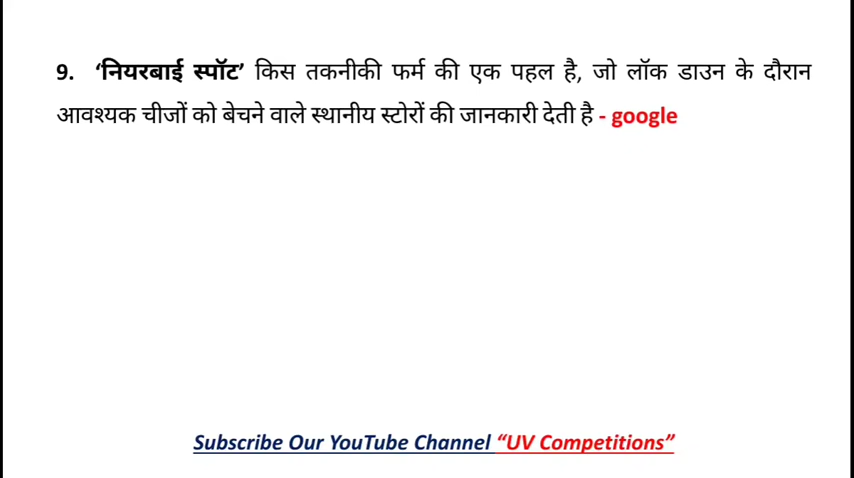 9. ‘नियरबाई स्पॉट’ किस तकनीकी फर्म की एक पहल है, जो लॉक डाउन के दौरान
आवश्यक चीजों को बेचने वाले स्थानीय स्टोरों की जानकारी देती है - google
Subscribe Our YouTube Channel “UV Competitions”